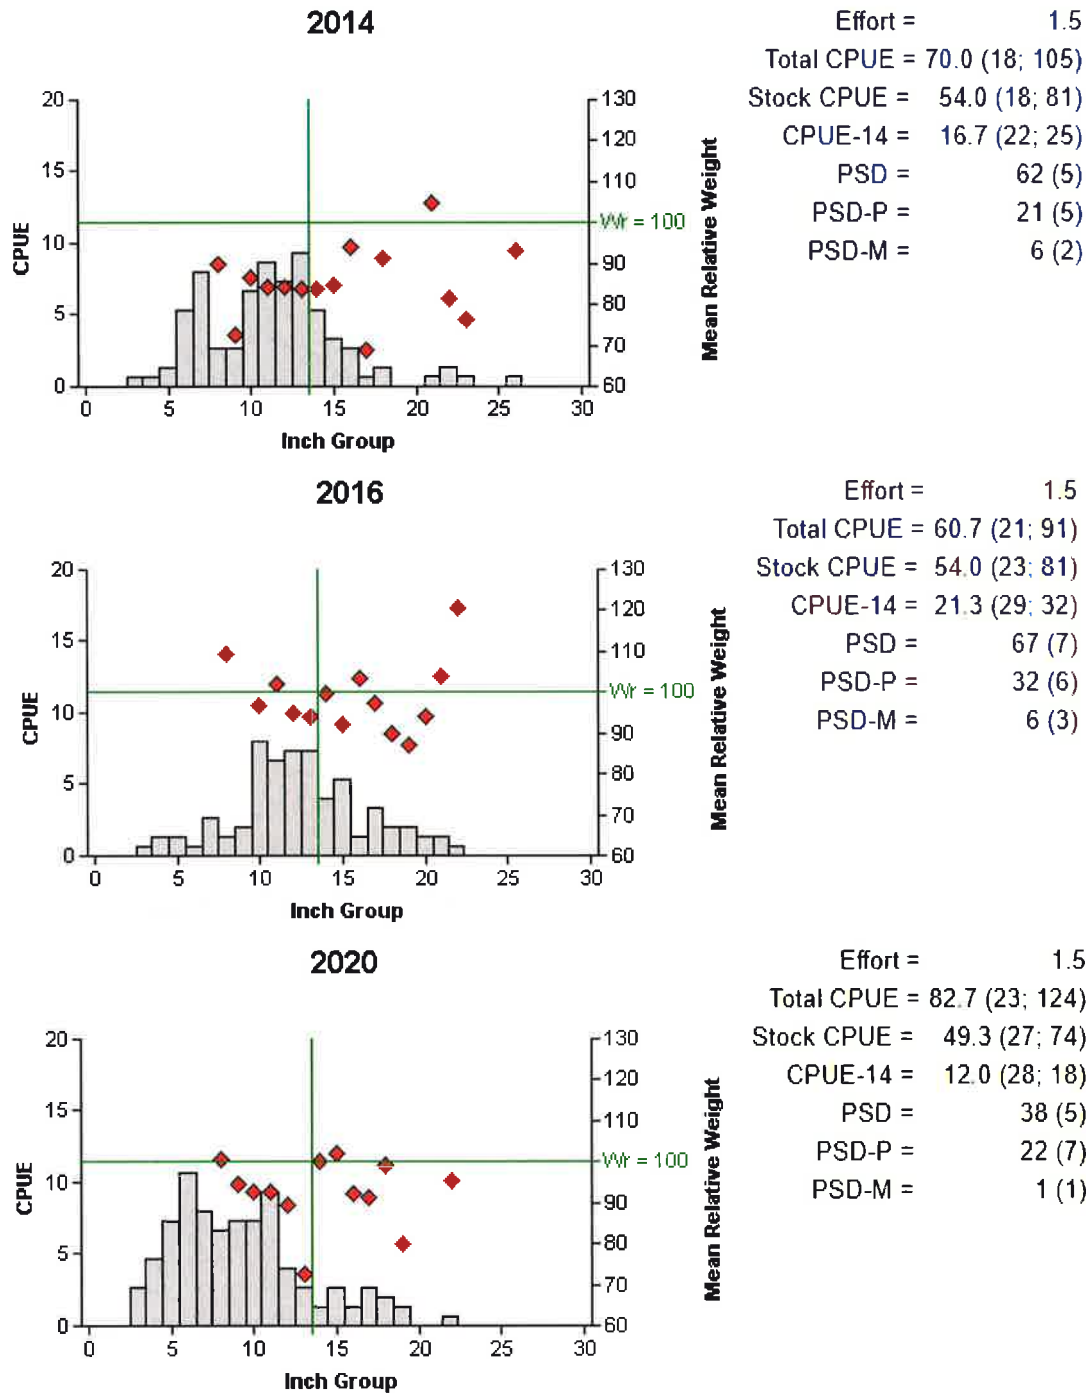 2014
Effort = 1.5
Total CPUE = 70.0 (18; 105)
Stock CPUE = 54.0 (18; 81)
CPUE-14 = 16.7 (22; 25)
PSD = 62 (5)
PSD-P = 21 (5)
PSD-M = 6 (2)
20
15
10
5
0
CPUE
130
120
110
Wr = 100
90
80
70
60
Mean Relative Weight
0 5 10 15 20 25 30
Inch Group
2016
Effort = 1.5
Total CPUE = 60.7 (21; 91)
Stock CPUE = 54.0 (23; 81)
CPUE-14 = 21.3 (29; 32)
PSD = 67 (7)
PSD-P = 32 (6)
PSD-M = 6 (3)
20
15
10
5
0
CPUE
130
120
110
Wr = 100
90
80
70
60
Mean Relative Weight
0 5 10 15 20 25 30
Inch Group
2020
Effort = 1.5
Total CPUE = 82.7 (23; 124)
Stock CPUE = 49.3 (27; 74)
CPUE-14 = 12.0 (28; 18)
PSD = 38 (5)
PSD-P = 22 (7)
PSD-M = 1 (1)
20
15
10
5
0
CPUE
130
120
110
Wr = 100
90
80
70
60
Mean Relative Weight
0 5 10 15 20 25 30
Inch Group